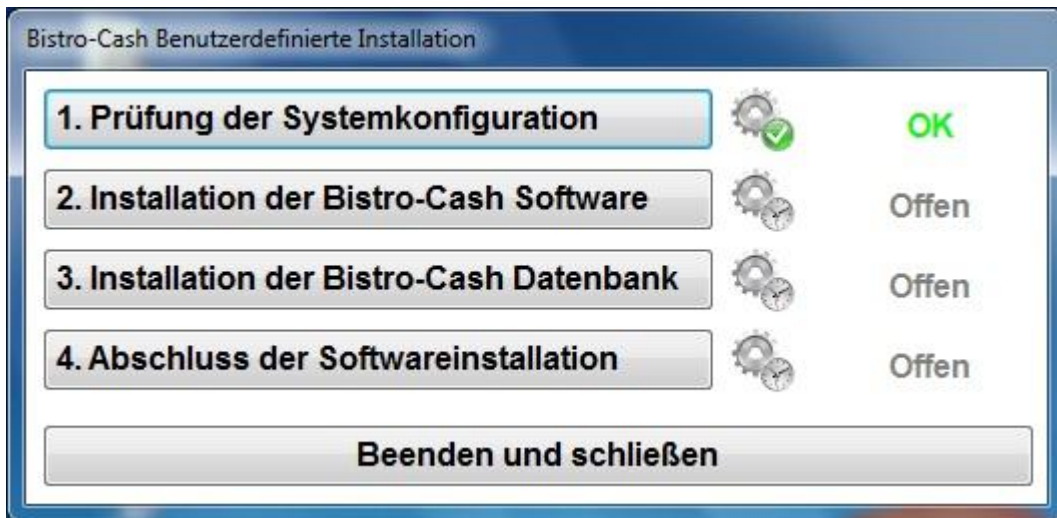 Bistro-Cash Benutzerdefinierte Installation
1. Prüfung der Systemkonfiguration OK
2. Installation der Bistro-Cash Software Offen
3. Installation der Bistro-Cash Datenbank Offen
4. Abschluss der Softwareinstallation Offen
Beenden und schließen